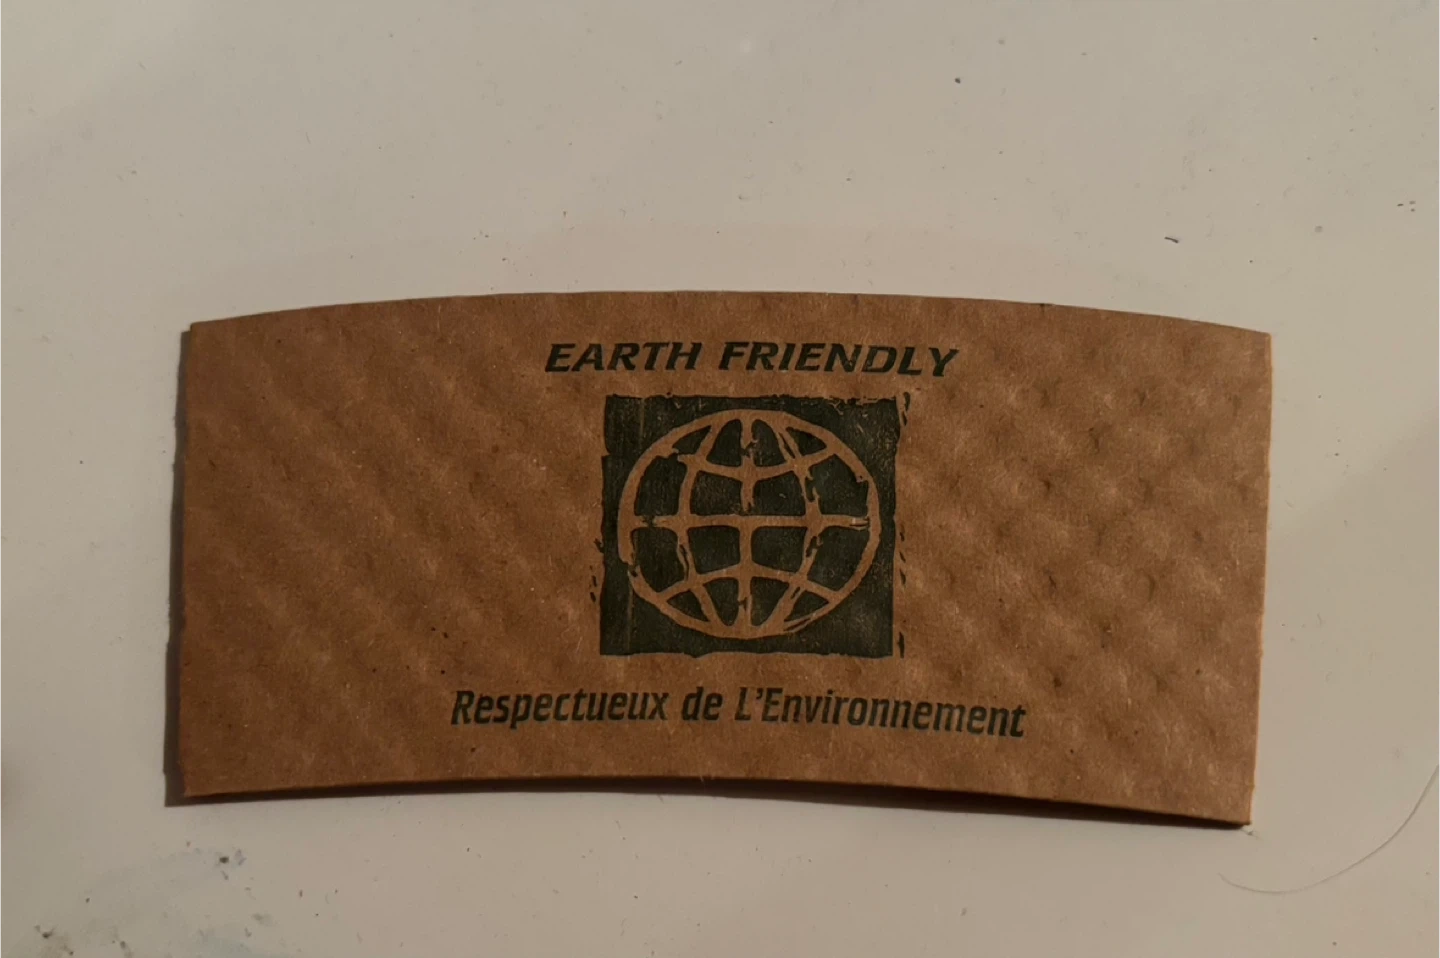 EARTH FRIENDLY
Respectueux de L'Environnement